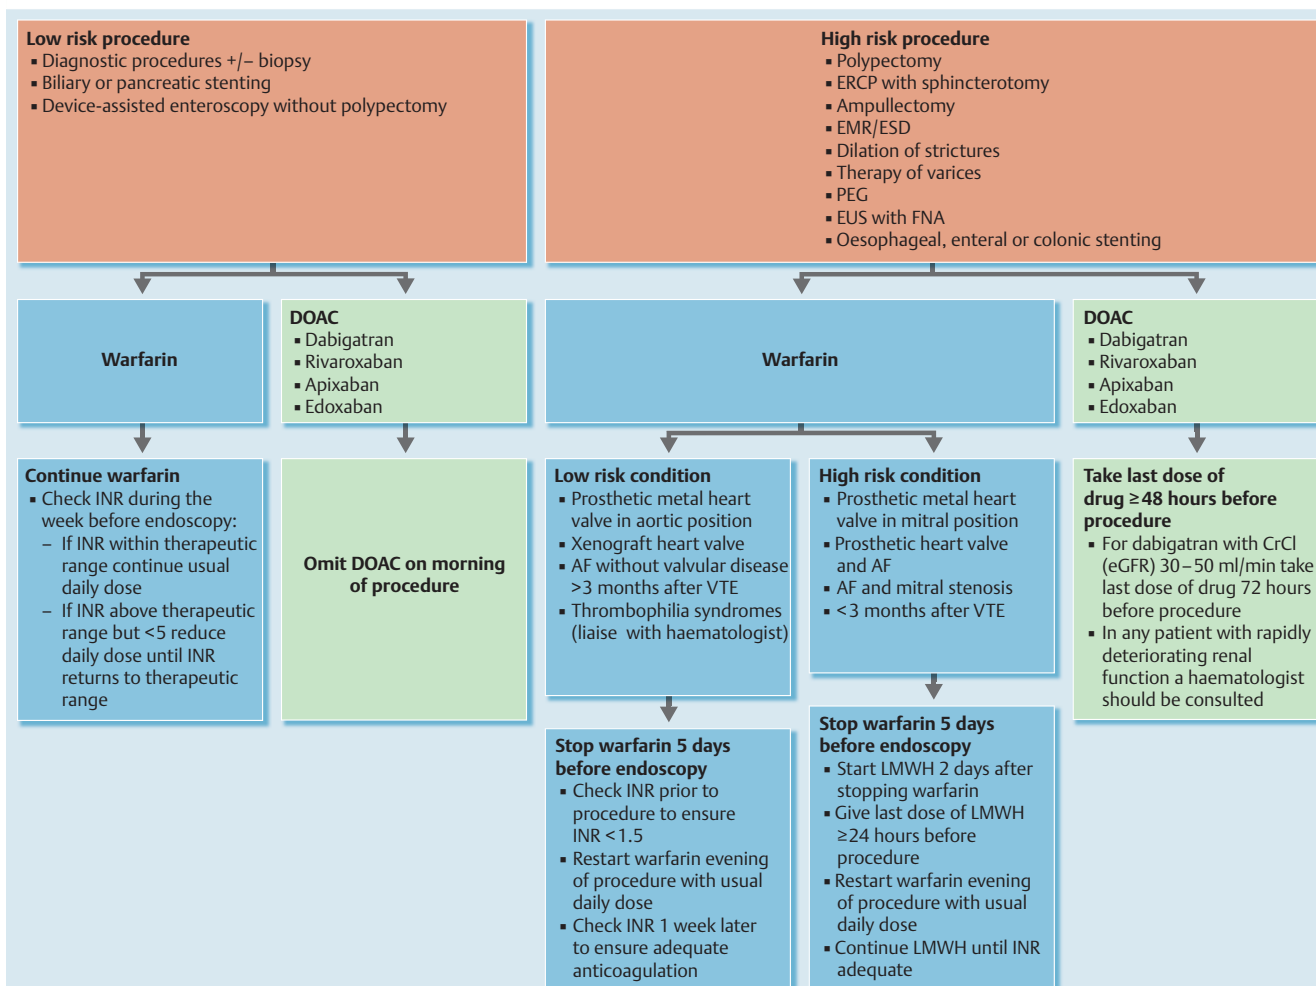 Low risk procedure
▪ Diagnostic procedures +/– biopsy
▪ Biliary or pancreatic stenting
▪ Device-assisted enteroscopy without polypectomy
High risk procedure
▪ Polypectomy
▪ ERCP with sphincterotomy
▪ Ampullectomy
▪ EMR/ESD
▪ Dilation of strictures
▪ Therapy of varices
▪ PEG
▪ EUS with FNA
▪ Oesophageal, enteral or colonic stenting
Warfarin
DOAC
▪ Dabigatran
▪ Rivaroxaban
▪ Apixaban
▪ Edoxaban
Warfarin
DOAC
▪ Dabigatran
▪ Rivaroxaban
▪ Apixaban
▪ Edoxaban
Continue warfarin
▪ Check INR during the
week before endoscopy:
– If INR within therapeutic
range continue usual
daily dose
– If INR above therapeutic
range but <5 reduce
daily dose until INR
returns to therapeutic
range
Omit DOAC on morning
of procedure
Low risk condition
▪ Prosthetic metal heart
valve in aortic position
▪ Xenograft heart valve
▪ AF without valvular disease
>3 months after VTE
▪ Thrombophilia syndromes
(liaise with haematologist)
High risk condition
▪ Prosthetic metal heart
valve in mitral position
▪ Prosthetic heart valve
and AF
▪ AF and mitral stenosis
▪ <3 months after VTE
Take last dose of
drug ≥48 hours before
procedure
▪ For dabigatran with CrCl
(eGFR) 30–50 ml/min take
last dose of drug 72 hours
before procedure
▪ In any patient with rapidly
deteriorating renal
function a haematologist
should be consulted
Stop warfarin 5 days
before endoscopy
▪ Check INR prior to
procedure to ensure
INR <1.5
▪ Restart warfarin evening
of procedure with usual
daily dose
▪ Check INR 1 week later
to ensure adequate
anticoagulation
Stop warfarin 5 days
before endoscopy
▪ Start LMWH 2 days after
stopping warfarin
▪ Give last dose of LMWH
≥24 hours before
procedure
▪ Restart warfarin evening
of procedure with usual
daily dose
▪ Continue LMWH until INR
adequate